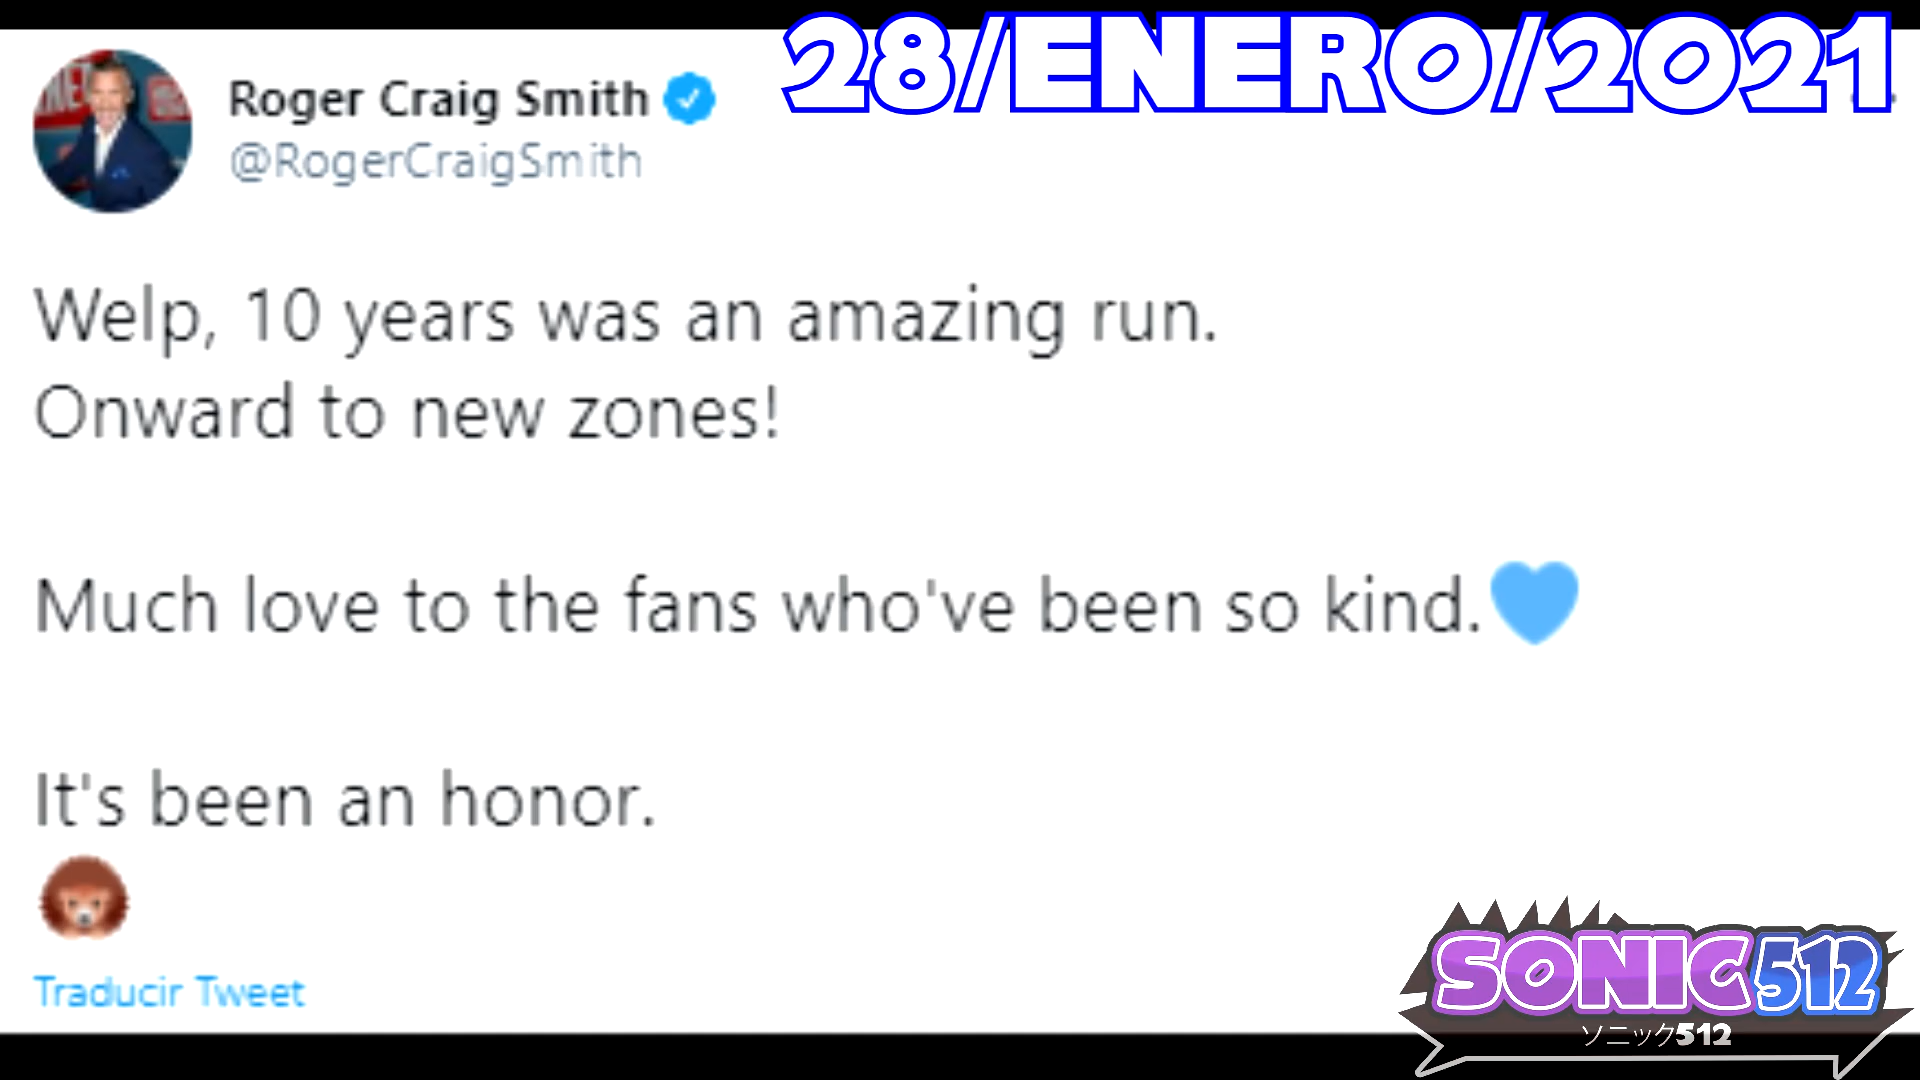 28/ENERO/2021
Roger Craig Smith
@RogerCraigSmith
Welp, 10 years was an amazing run.
Onward to new zones!
Much love to the fans who've been so kind.💙
It's been an honor.
🦔
Traducir Tweet
SONIC512
ソニック512